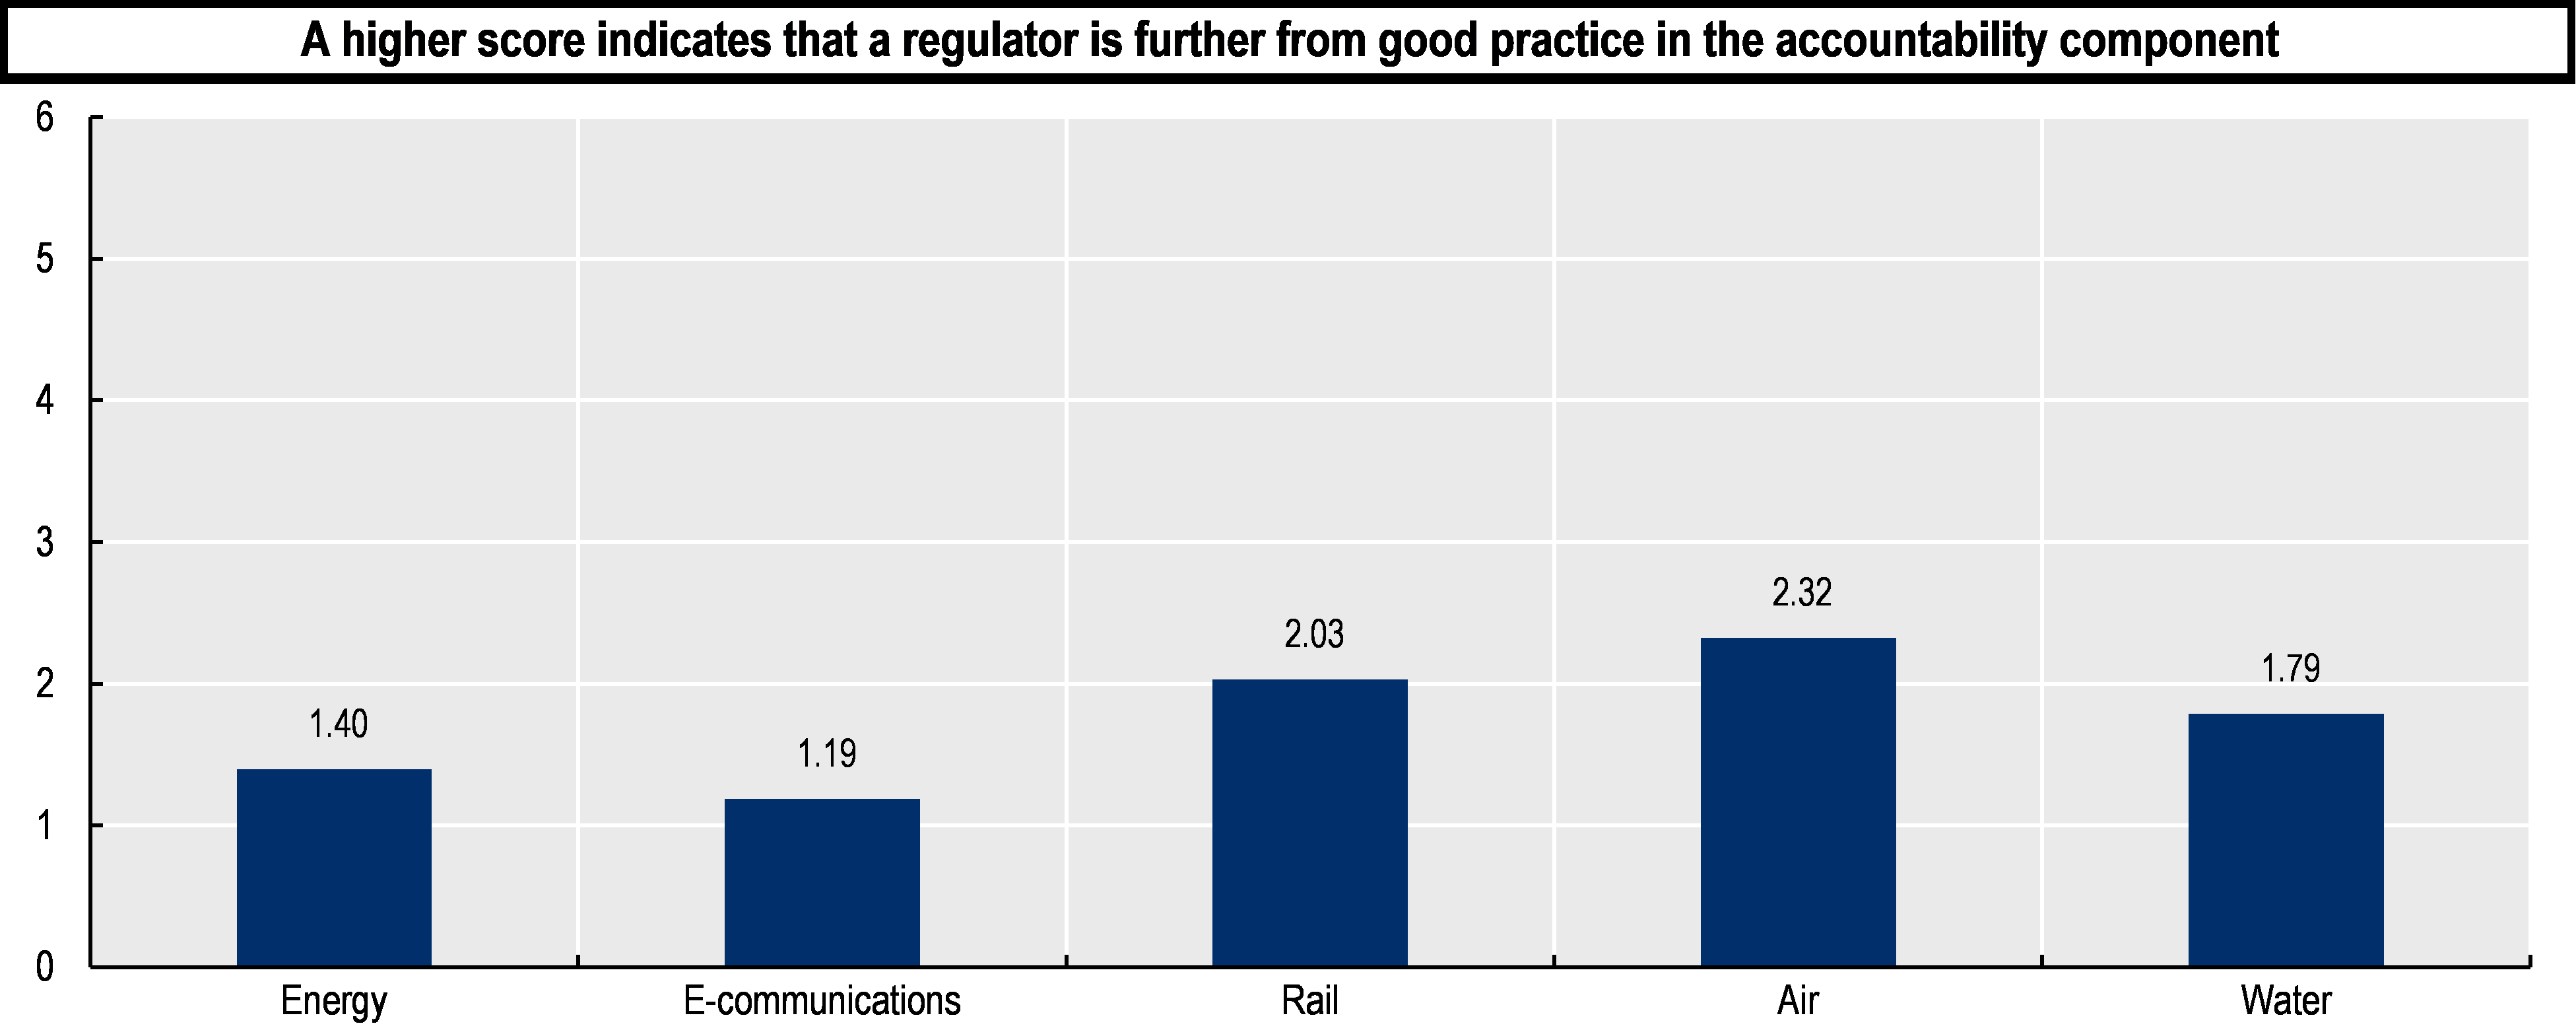 A higher score indicates that a regulator is further from good practice in the accountability component
6
5
4
3
2
1
0
1.40
1.19
2.03
2.32
1.79
Energy
E-communications
Rail
Air
Water